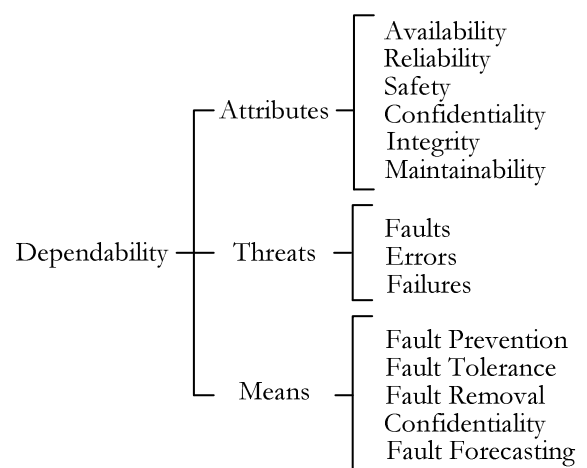 Availability
Reliability
Safety
Attributes
Confidentiality
Integrity
Maintainability
Faults
Dependability
Threats
Errors
Failures
Fault Prevention
Fault Tolerance
Means
Fault Removal
Confidentiality
Fault Forecasting